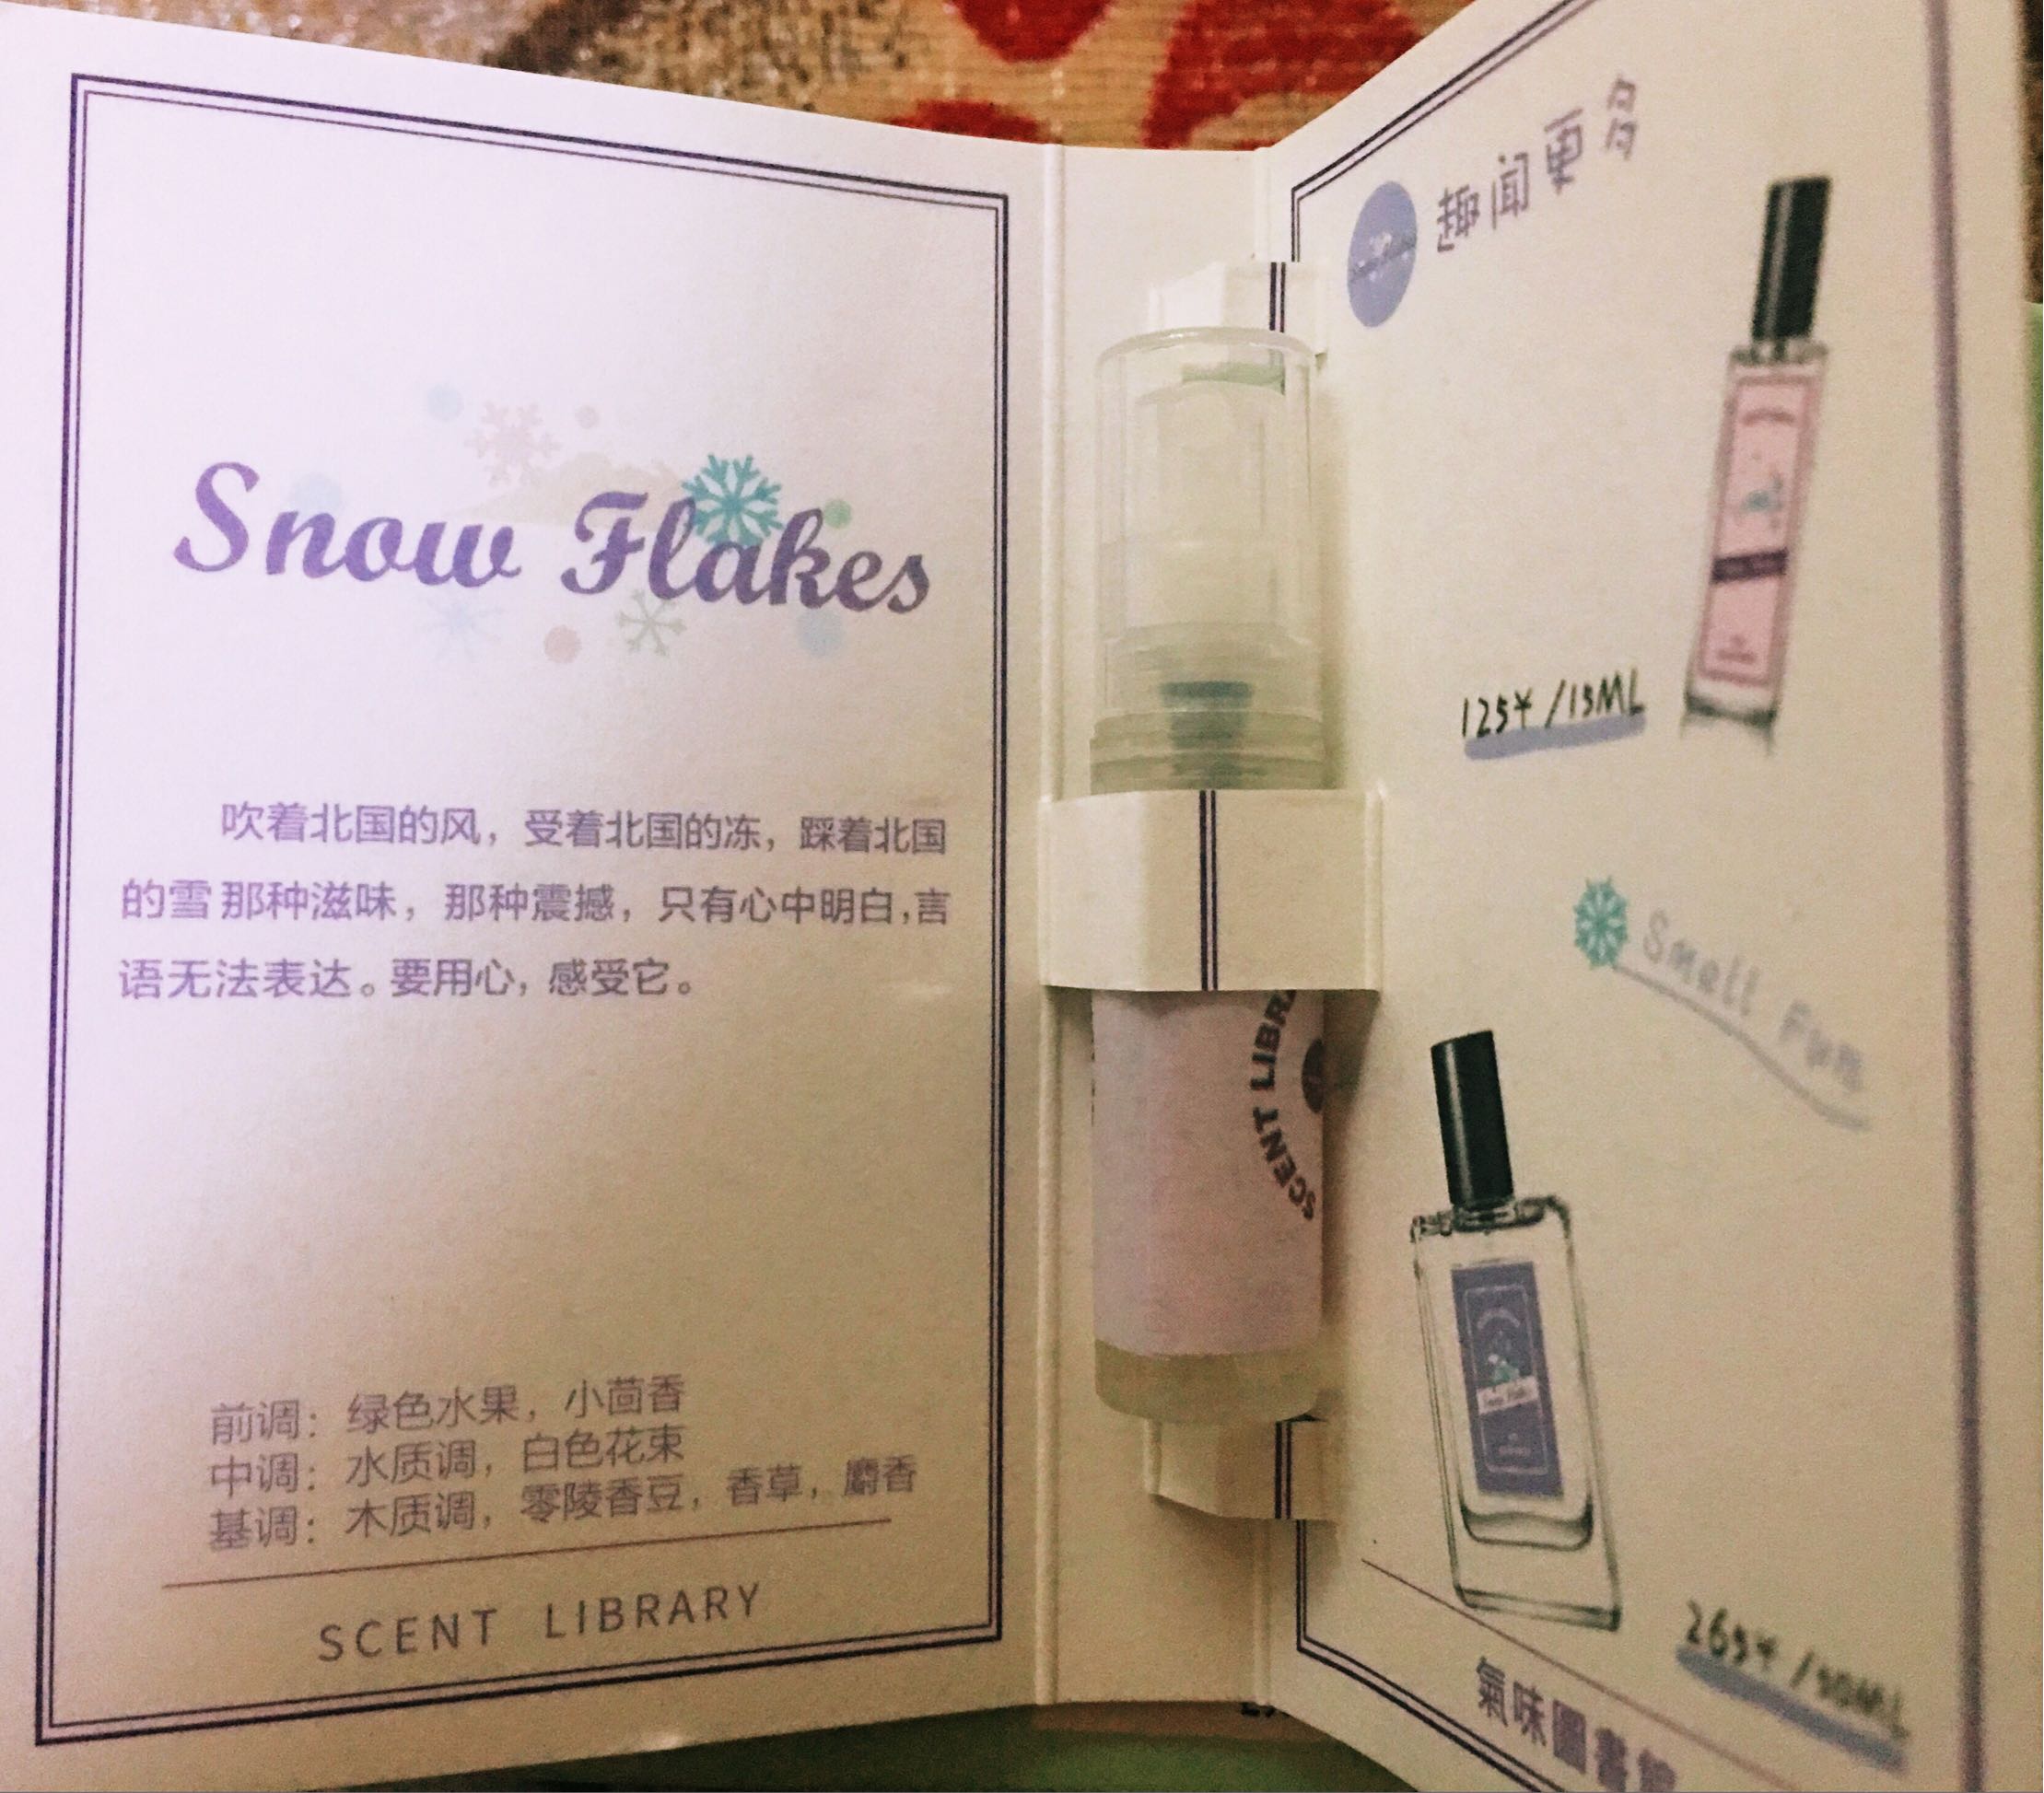 Snow Flakes
吹着北国的风，受着北国的冻，踩着北国
的雪那种滋味，那种震撼，只有心中明白，言
语无法表达。要用心，感受它。
前调：绿色水果，小茴香
中调：水质调，白色花束
基调：木质调，零陵香豆，香草，麝香
SCENT LIBRARY
SCENT LIBRA
趣闻更多
125¥/15ML
Smell Fun
265¥/50ML
氣味圖書館